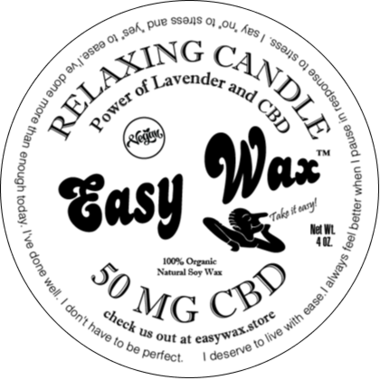 RELAXING CANDLE
Power of Lavender and CBD
Vegan
Easy Wax™
Take it easy!
Net Wt.
4 OZ.
100% Organic
Natural Soy Wax
50 MG CBD
check us out at easywax.store
I deserve to live with ease. I always feel better when I pause in response to stress. I say "no" to stress and "yes" to ease. I've done more than enough today. I've done well. I don't have to be perfect.